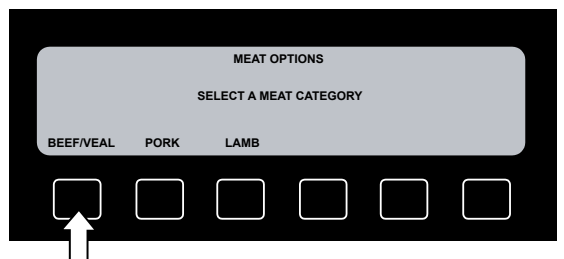 MEAT OPTIONS
SELECT A MEAT CATEGORY
BEEF/VEAL PORK LAMB